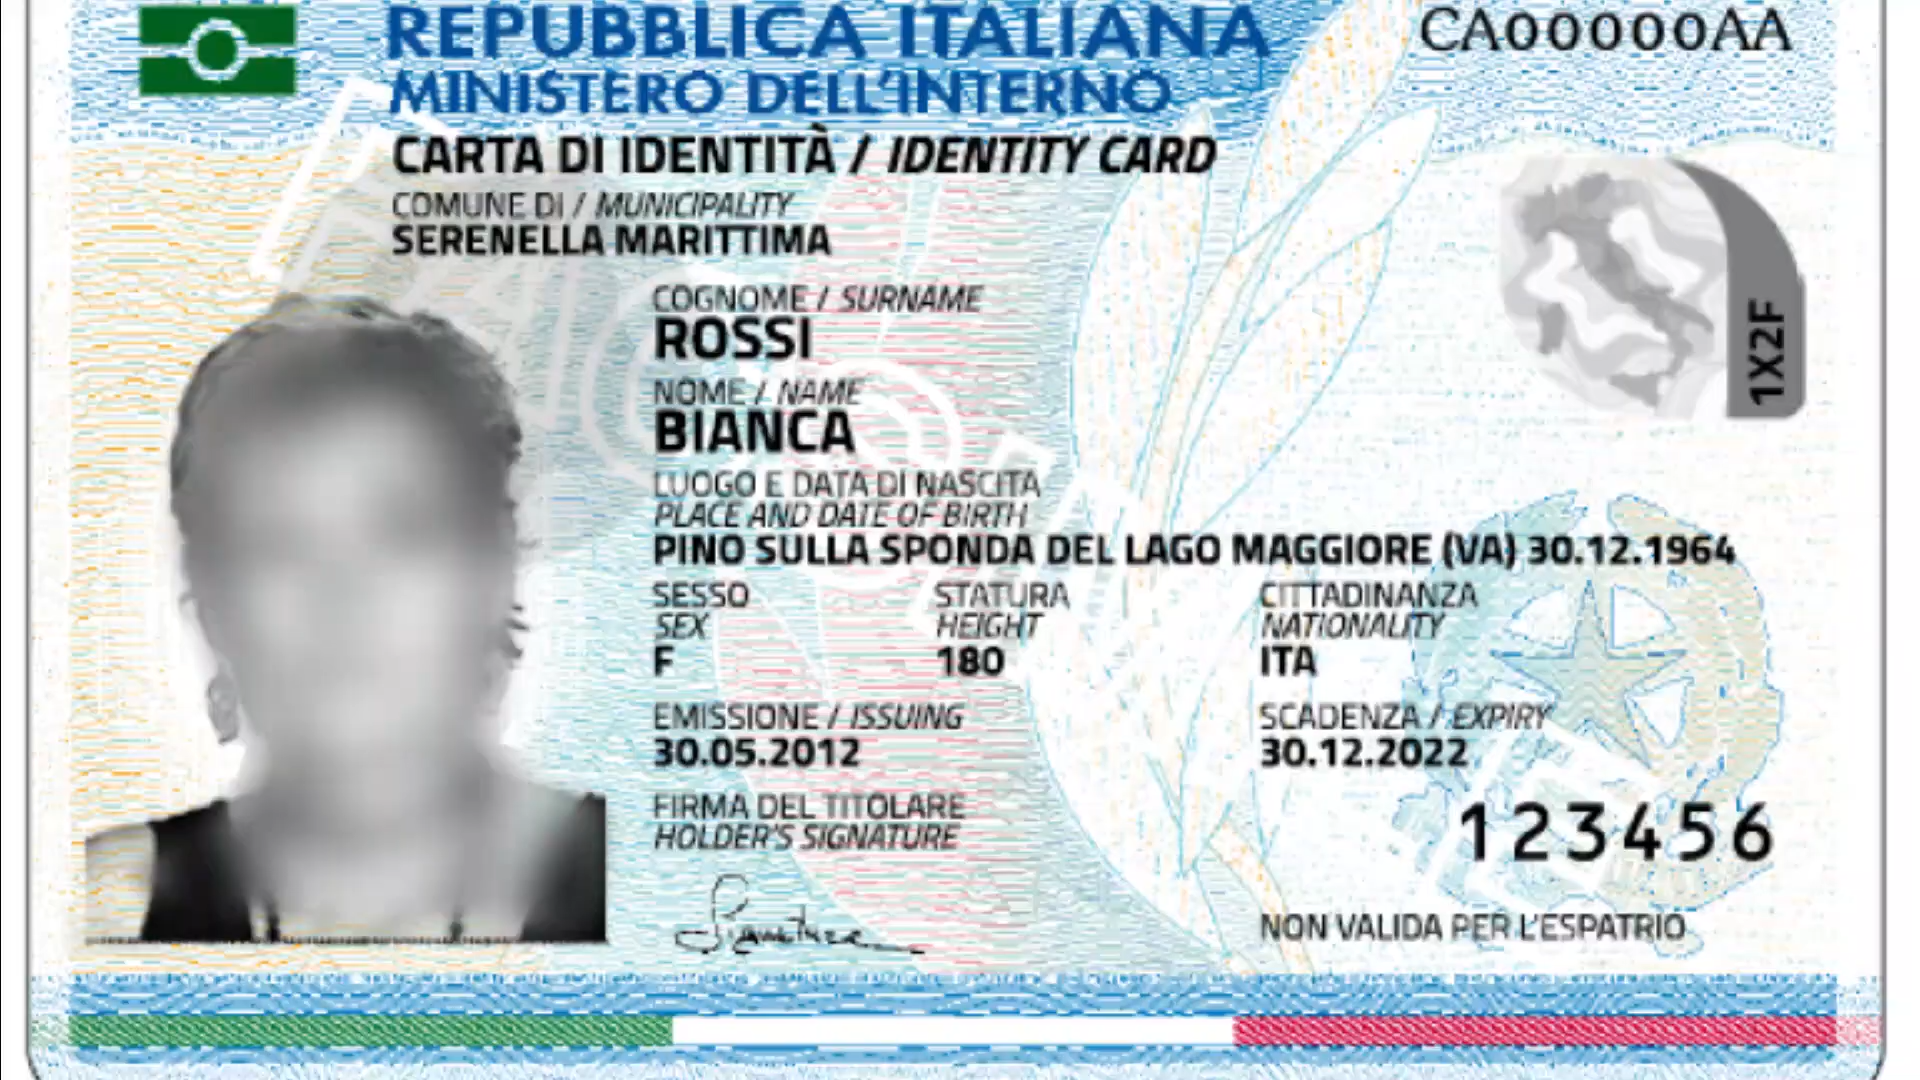 REPUBBLICA ITALIANA
CA00000AA
MINISTERO DELL'INTERNO
CARTA DI IDENTITÀ / IDENTITY CARD
COMUNE DI / MUNICIPALITY
SERENELLA MARITTIMA
COGNOME / SURNAME
ROSSI
1X2F
NOME / NAME
BIANCA
LUOGO E DATA DI NASCITA
PLACE AND DATE OF BIRTH
PINO SULLA SPONDA DEL LAGO MAGGIORE (VA) 30.12.1964
SESSO STATURA CITTADINANZA
SEX HEIGHT NATIONALITY
F 180 ITA
EMISSIONE / ISSUING SCADENZA / EXPIRY
30.05.2012 30.12.2022
FIRMA DEL TITOLARE
HOLDER'S SIGNATURE
123456
Signature
NON VALIDA PER L'ESPATRIO